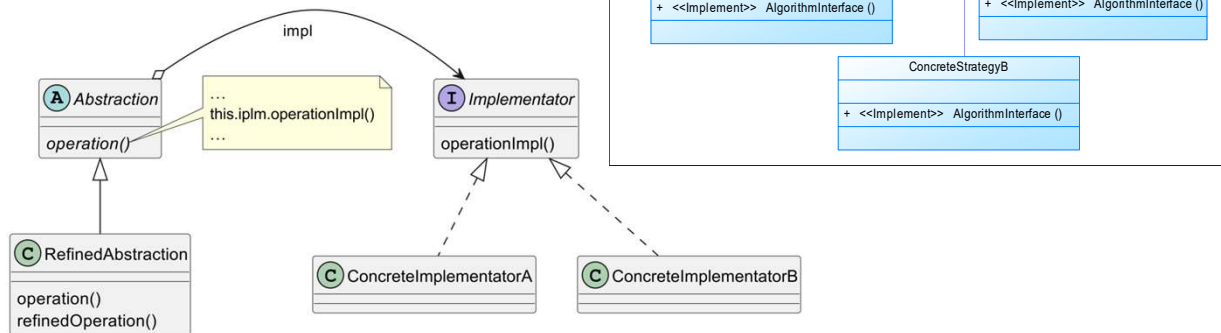 impl
A Abstraction
operation()
...
this.iplm.operationImpl()
...
I Implementator
operationImpl()
C RefinedAbstraction
operation()
refinedOperation()
C ConcreteImplementatorA
C ConcreteImplementatorB
+ <<Implement>> AlgorithmInterface ()
+ <<Implement>> AlgorithmInterface ()
ConcreteStrategyB
+ <<Implement>> AlgorithmInterface ()